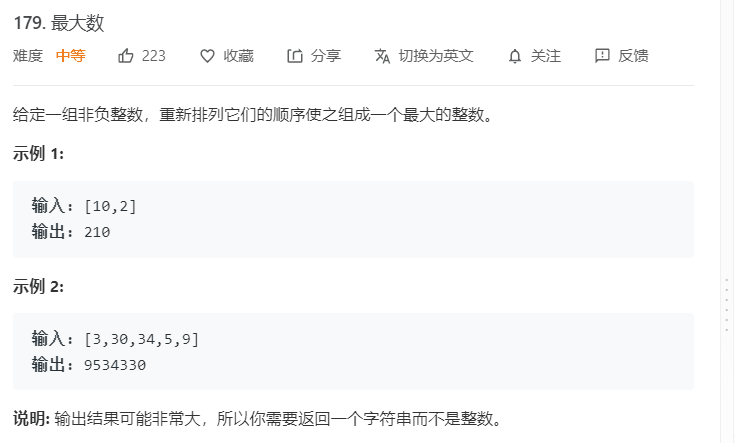 179. 最大数
难度 中等 223 收藏 分享 切换为英文 关注 反馈
给定一组非负整数，重新排列它们的顺序使之组成一个最大的整数。
示例 1:
输入: [10,2]
输出: 210
示例 2:
输入: [3,30,34,5,9]
输出: 9534330
说明: 输出结果可能非常大，所以你需要返回一个字符串而不是整数。